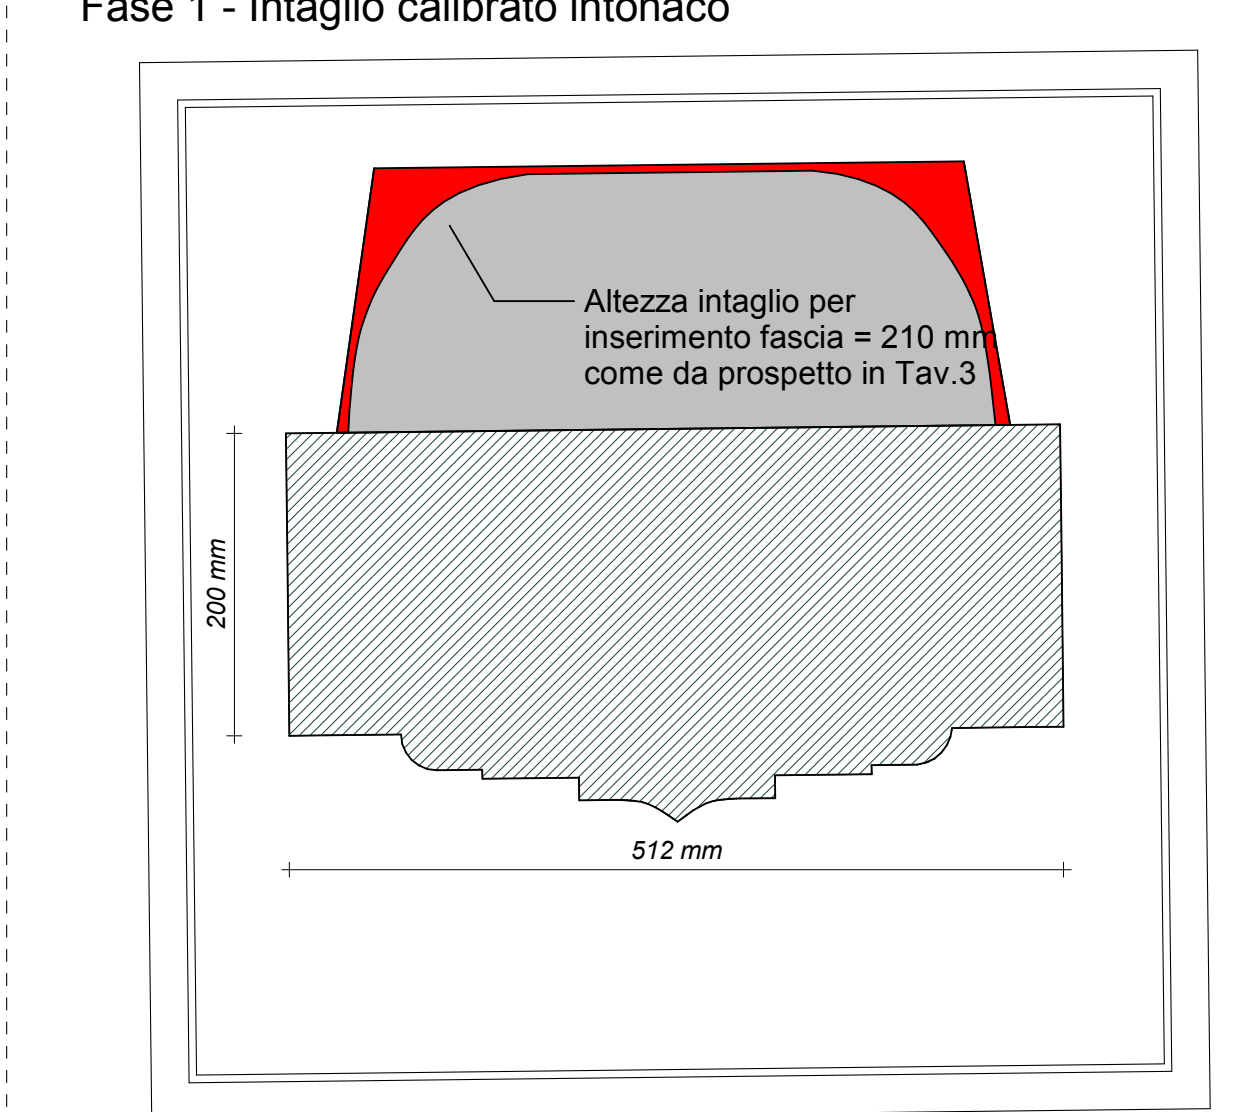 Fase 1 - Intaglio calibrato intonaco
Altezza intaglio per
inserimento fascia = 210 mm
come da prospetto in Tav.3
200 mm
512 mm